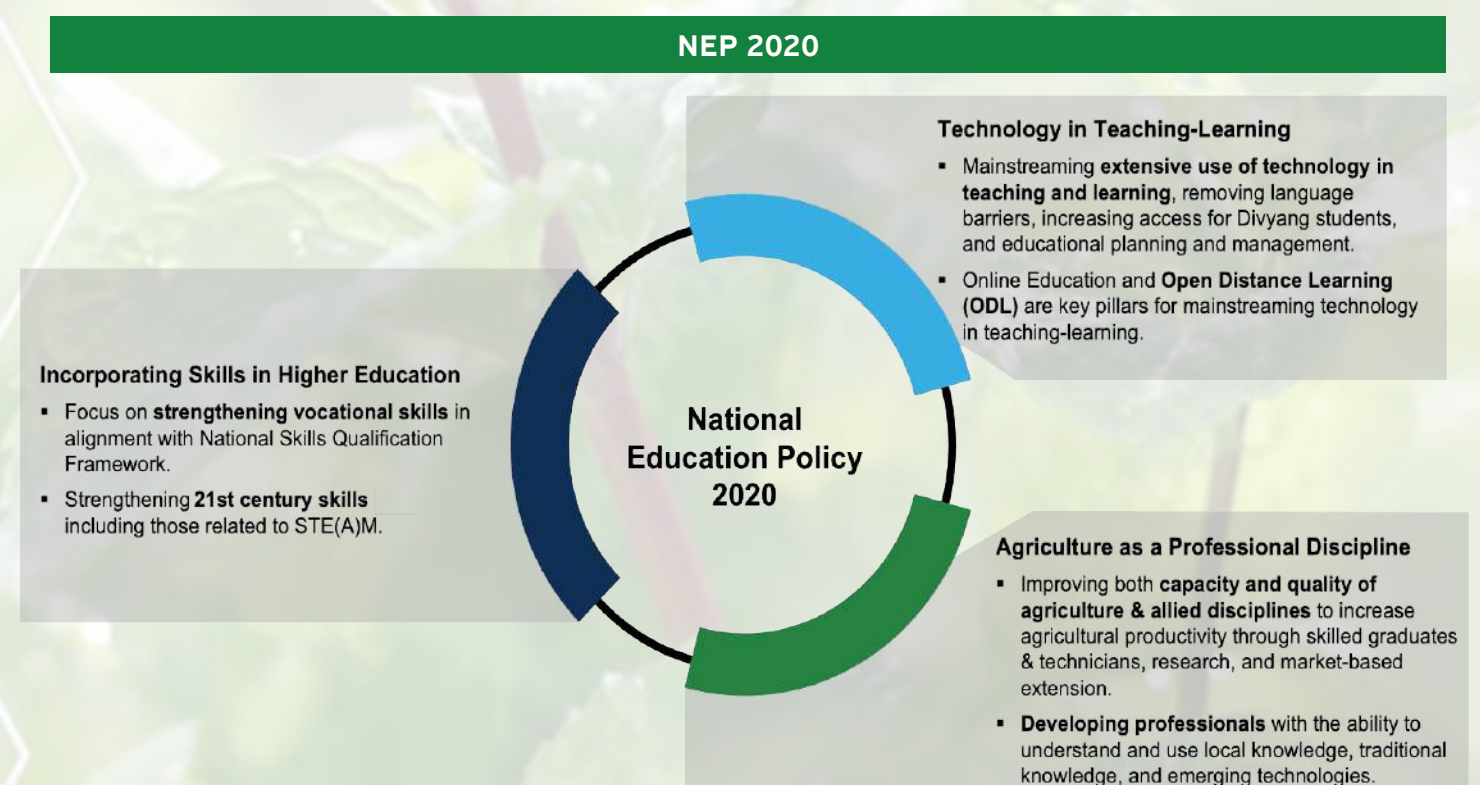 NEP 2020
Technology in Teaching-Learning
▪ Mainstreaming extensive use of technology in
teaching and learning, removing language
barriers, increasing access for Divyang students,
and educational planning and management.
▪ Online Education and Open Distance Learning
(ODL) are key pillars for mainstreaming technology
in teaching-learning.
Incorporating Skills in Higher Education
▪ Focus on strengthening vocational skills in
alignment with National Skills Qualification
Framework.
▪ Strengthening 21st century skills
including those related to STE(A)M.
National
Education Policy
2020
Agriculture as a Professional Discipline
▪ Improving both capacity and quality of
agriculture & allied disciplines to increase
agricultural productivity through skilled graduates
& technicians, research, and market-based
extension.
▪ Developing professionals with the ability to
understand and use local knowledge, traditional
knowledge, and emerging technologies.